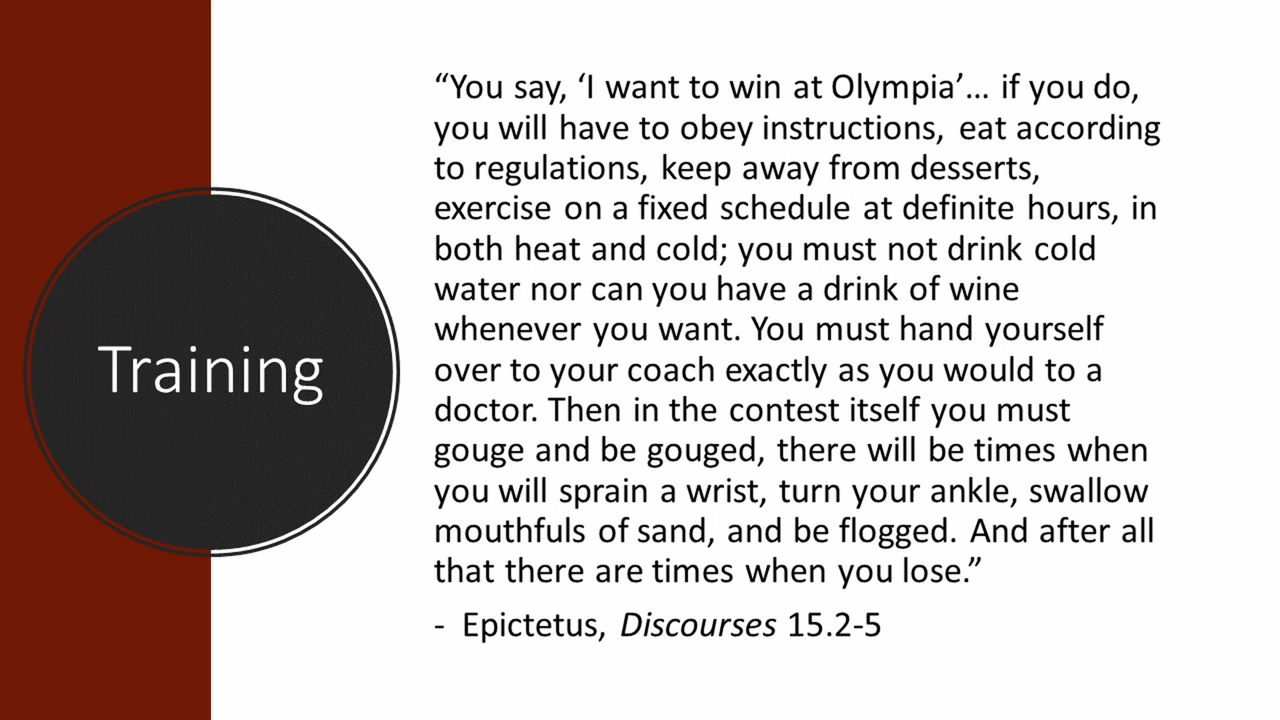 Training
“You say, ‘I want to win at Olympia’... if you do,
you will have to obey instructions, eat according
to regulations, keep away from desserts,
exercise on a fixed schedule at definite hours, in
both heat and cold; you must not drink cold
water nor can you have a drink of wine
whenever you want. You must hand yourself
over to your coach exactly as you would to a
doctor. Then in the contest itself you must
gouge and be gouged, there will be times when
you will sprain a wrist, turn your ankle, swallow
mouthfuls of sand, and be flogged. And after all
that there are times when you lose.”
- Epictetus, Discourses 15.2-5